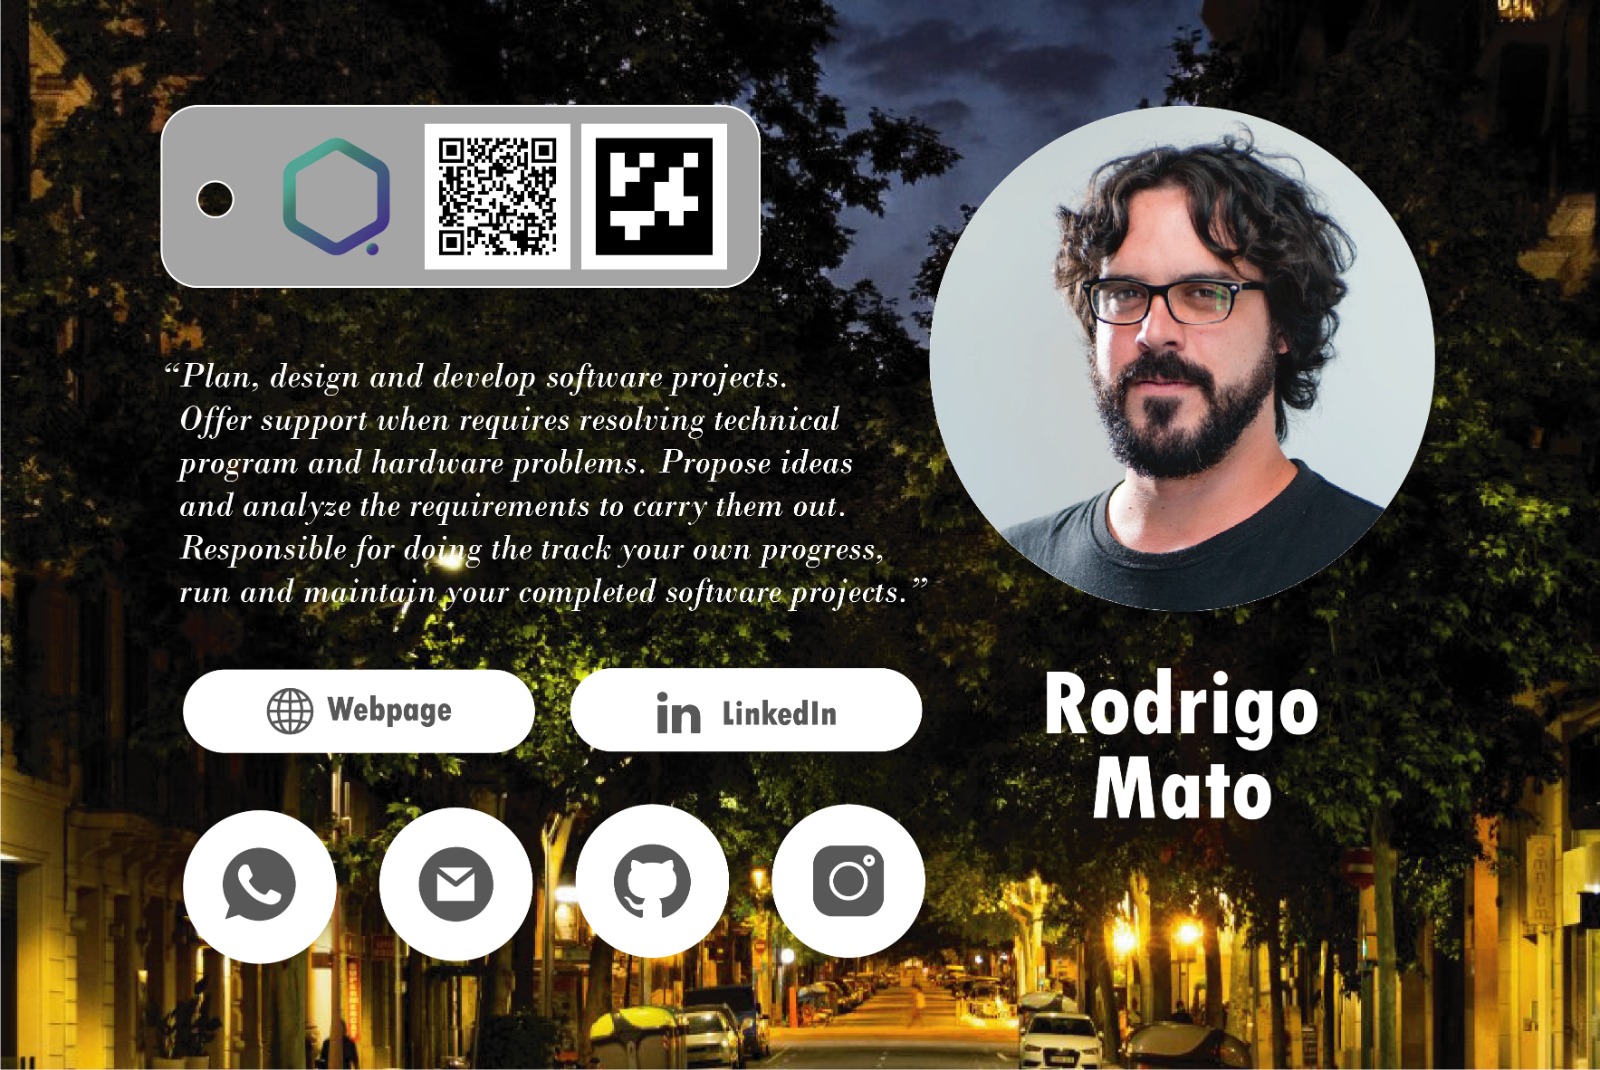 “Plan, design and develop software projects.
Offer support when requires resolving technical
program and hardware problems. Propose ideas
and analyze the requirements to carry them out.
Responsible for doing the track your own progress,
run and maintain your completed software projects.”
Webpage
in LinkedIn
Rodrigo
Mato